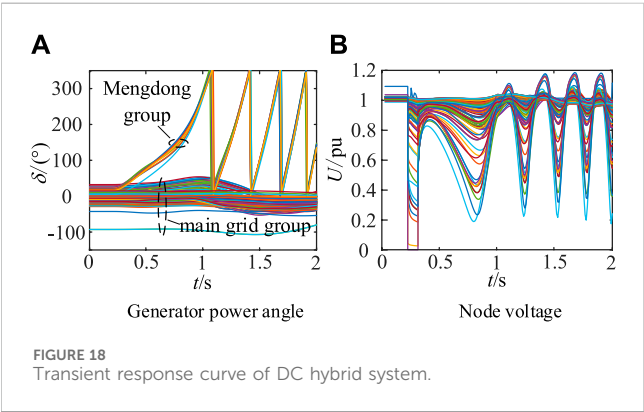 A
B
300
200
100
0
-100
δ/(°)
Mengdong
group
main grid group
0
0.5
1
1.5
2
t/s
Generator power angle
1.2
1
0.8
0.6
0.4
0.2
0
U/pu
0
0.5
1
1.5
2
t/s
Node voltage
FIGURE 18
Transient response curve of DC hybrid system.